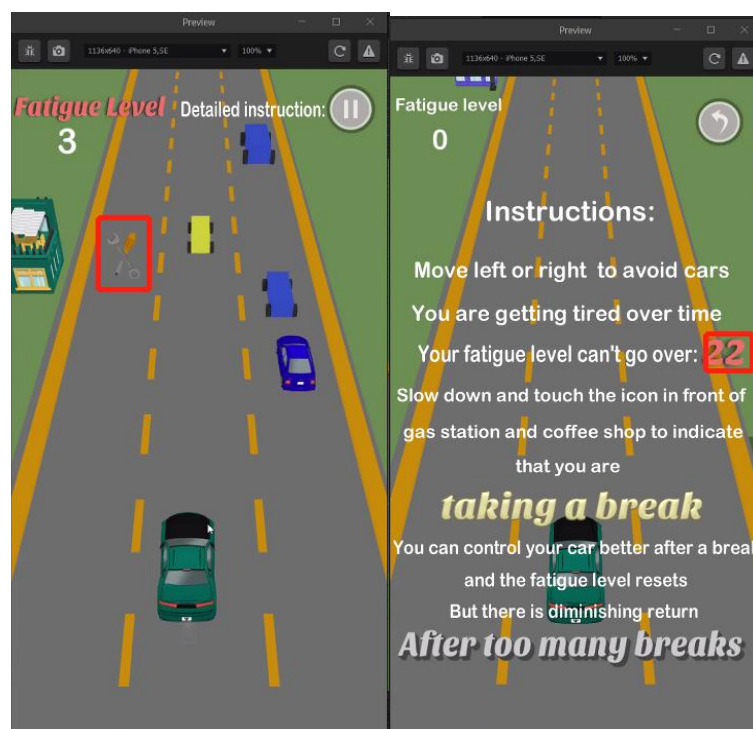 Preview
1136x640 - iPhone 5,SE
100%
Fatigue Level
3
Detailed instruction:
Preview
1136x640 - iPhone 5,SE
100%
Fatigue level
0
Instructions:
Move left or right to avoid cars
You are getting tired over time
Your fatigue level can't go over: 22
Slow down and touch the icon in front of
gas station and coffee shop to indicate
that you are
taking a break
You can control your car better after a break
and the fatigue level resets
But there is diminishing return
After too many breaks